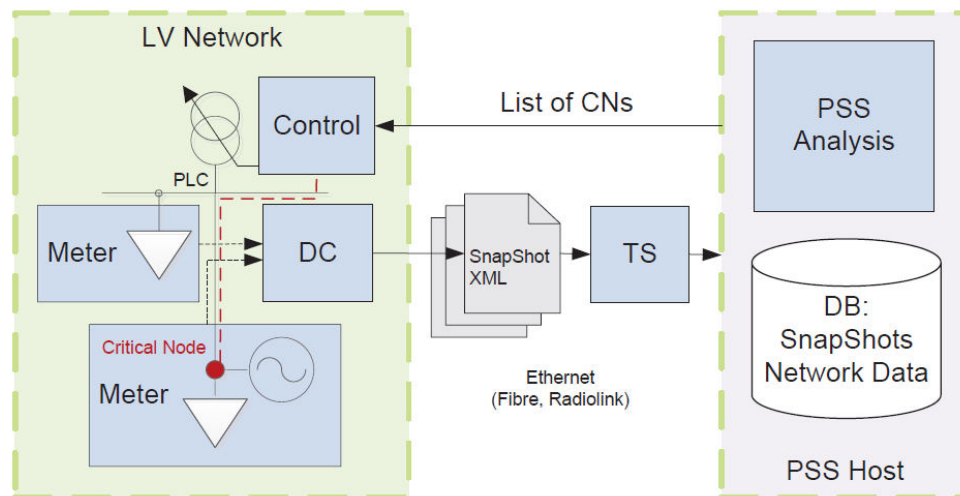 LV Network
Control
PLC
Meter
DC
Critical Node
Meter
List of CNs
SnapShot
XML
TS
Ethernet
(Fibre, Radiolink)
PSS
Analysis
DB:
SnapShots
Network Data
PSS Host